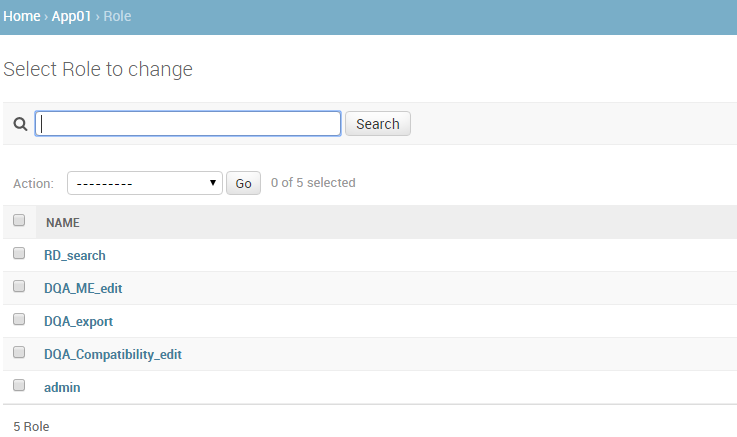 Home › App01 › Role
Select Role to change
Search
Action: --------- Go 0 of 5 selected
NAME
RD_search
DQA_ME_edit
DQA_export
DQA_Compatibility_edit
admin
5 Role